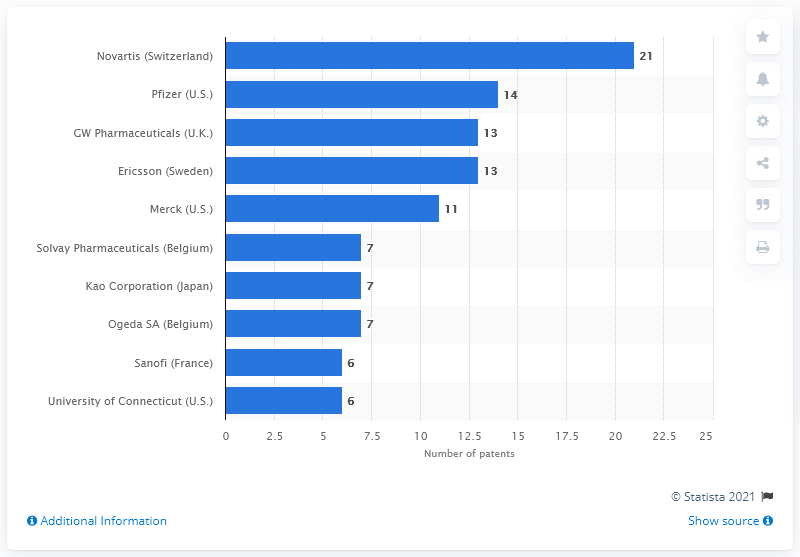 Novartis (Switzerland) 21
Pfizer (U.S.) 14
GW Pharmaceuticals (U.K.) 13
Ericsson (Sweden) 13
Merck (U.S.) 11
Solvay Pharmaceuticals (Belgium) 7
Kao Corporation (Japan) 7
Ogeda SA (Belgium) 7
Sanofi (France) 6
University of Connecticut (U.S.) 6
0 2.5 5 7.5 10 12.5 15 17.5 20 22.5 25
Number of patents
© Statista 2021
Additional Information Show source